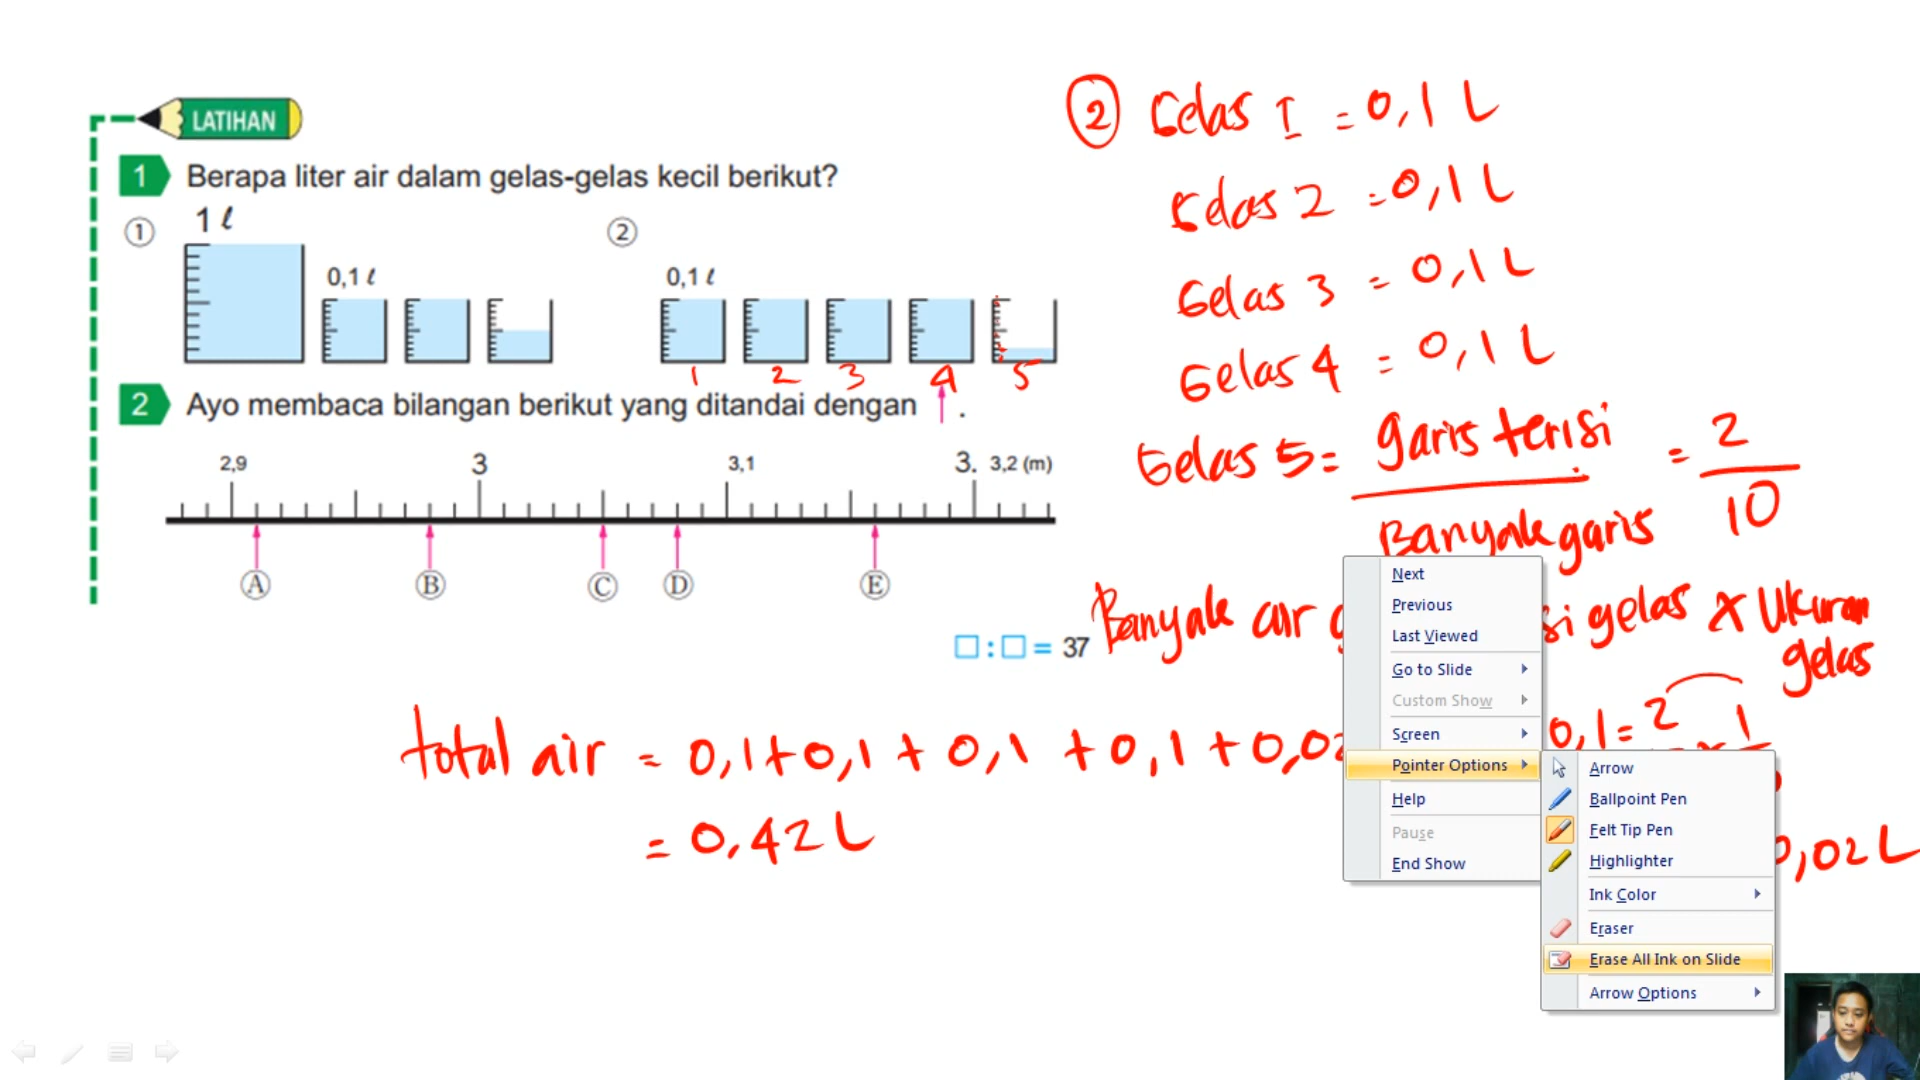 LATIHAN
1 Berapa liter air dalam gelas-gelas kecil berikut?
① 1 ℓ 0,1 ℓ
② 0,1 ℓ
1 2 3 4 5
2 Ayo membaca bilangan berikut yang ditandai dengan ↑ .
2,9 3 3,1 3. 3,2 (m)
Ⓐ Ⓑ Ⓒ Ⓓ Ⓔ
□ : □ = 37
② Gelas I = 0,1 L
Gelas 2 = 0,1 L
Gelas 3 = 0,1 L
Gelas 4 = 0,1 L
Gelas 5 = garis terisi = 2
Banyak garis 10
Banyak air gelas x Ukuran
gelas
0,1 = 2 x 1
0,02 L
total air = 0,1 + 0,1 + 0,1 + 0,1 + 0,02
= 0,42 L
Next
Previous
Last Viewed
Go to Slide
Custom Show
Screen
Pointer Options
Help
Pause
End Show
Arrow
Ballpoint Pen
Felt Tip Pen
Highlighter
Ink Color
Eraser
Erase All Ink on Slide
Arrow Options